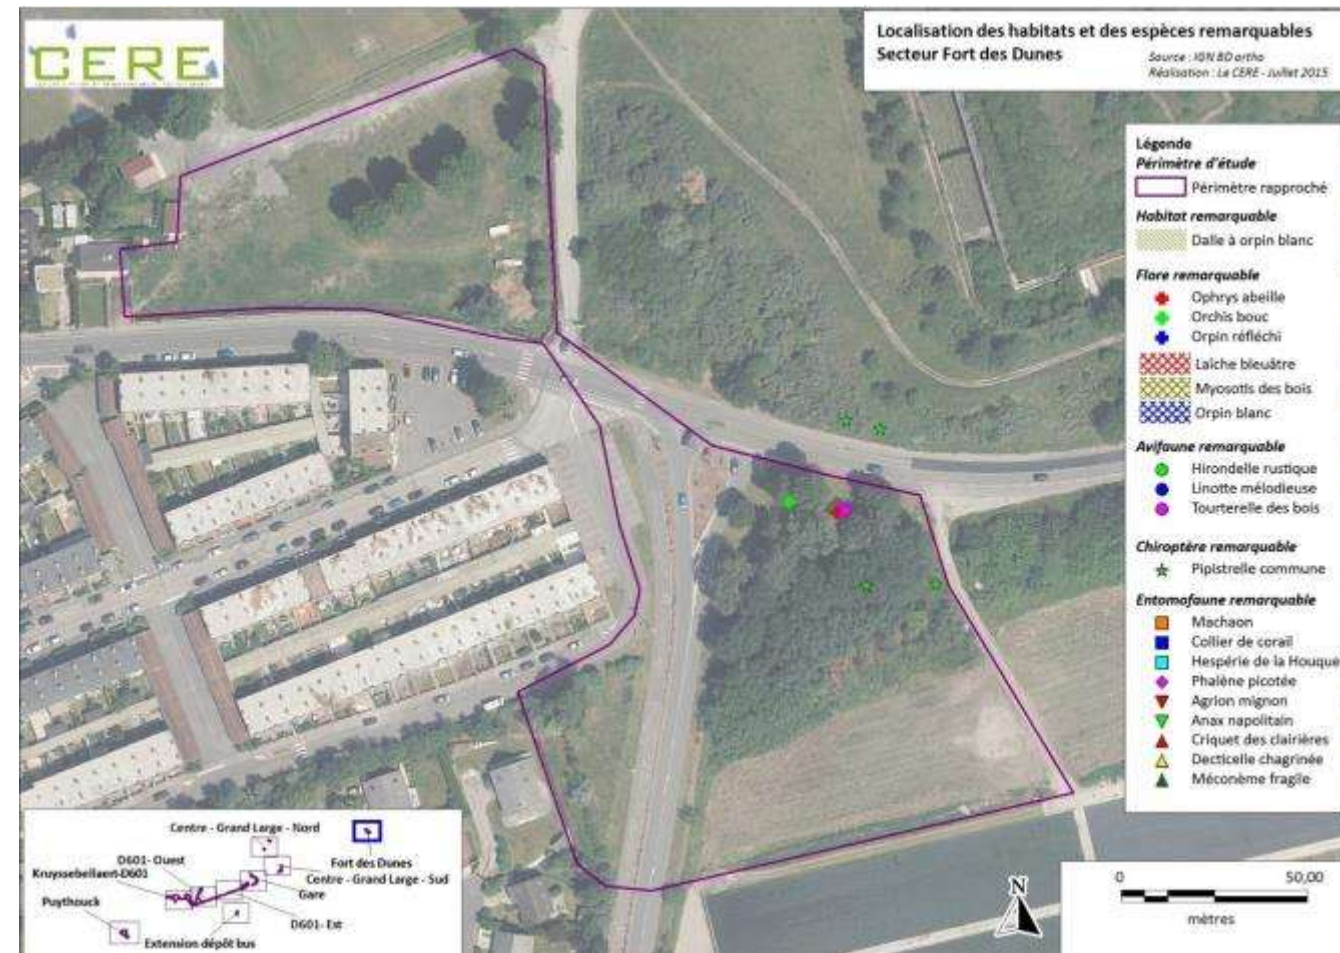 CERE
Localisation des habitats et des espèces remarquables
Secteur Fort des Dunes
Source : IGN BD ortho
Réalisation : Le CERE - Juillet 2015
Légende
Périmètre d'étude
Périmètre rapproché
Habitat remarquable
Dalle à orpin blanc
Flore remarquable
Ophrys abeille
Orchis bouc
Orpin réfléchi
Laîche bleuâtre
Myosotis des bois
Orpin blanc
Avifaune remarquable
Hirondelle rustique
Linotte mélodieuse
Tourterelle des bois
Chiroptère remarquable
Pipistrelle commune
Entomofaune remarquable
Machaon
Collier de corail
Hespérie de la Houque
Phalène picotée
Agrion mignon
Anax napolitain
Criquet des clairières
Decticelle chagrinée
Méconème fragile
Centre - Grand Large - Nord
Fort des Dunes
D601- Ouest
Centre - Grand Large - Sud
Kruyssebellaert-D601
Gare
Puythouck
D601- Est
Extension dépôt bus
N
0 50,00
mètres